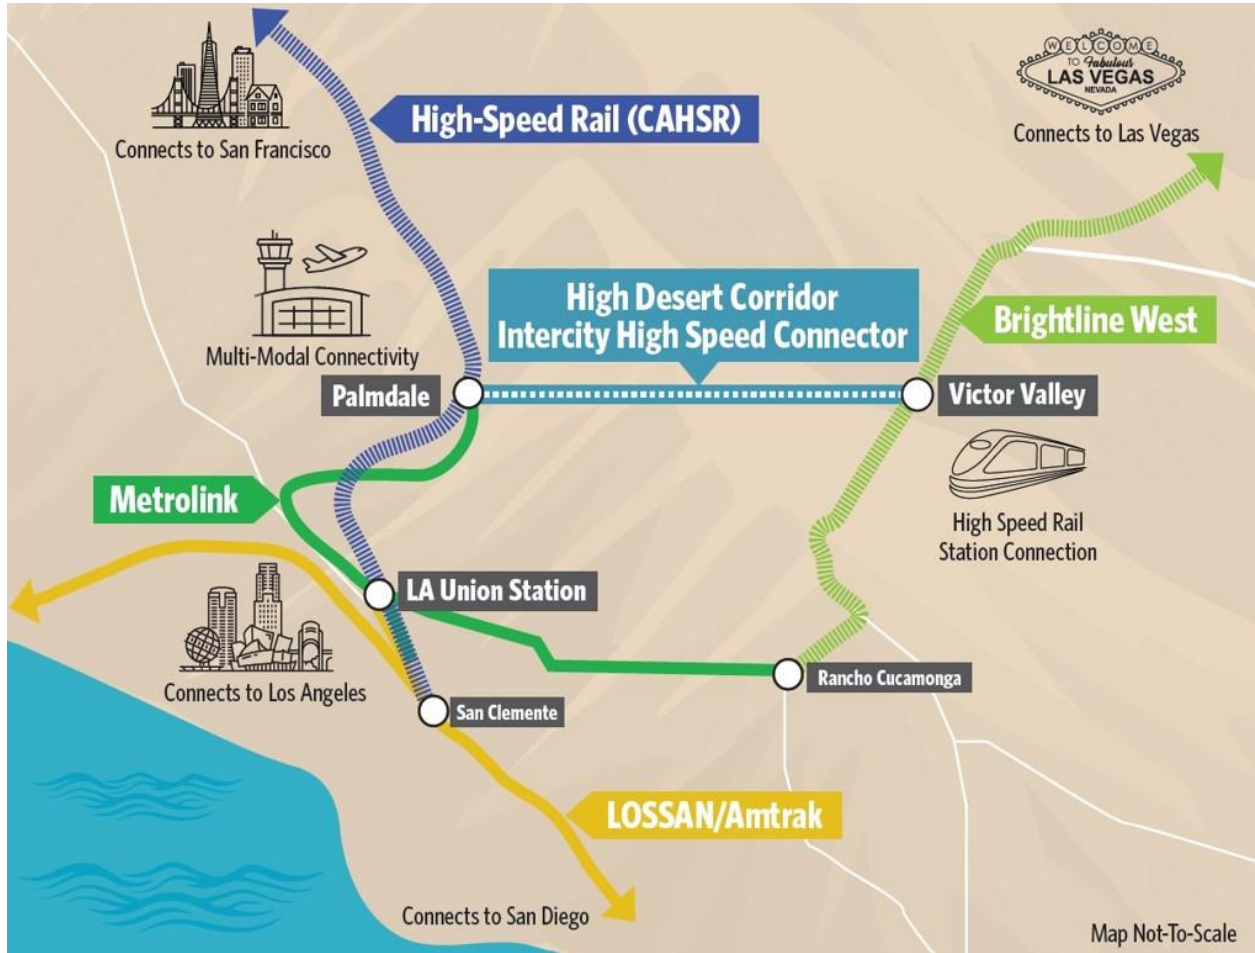 WELCOME
TO Fabulous
LAS VEGAS
NEVADA
Connects to Las Vegas
High-Speed Rail (CAHSR)
Connects to San Francisco
High Desert Corridor
Intercity High Speed Connector
Brightline West
Multi-Modal Connectivity
Palmdale
Victor Valley
Metrolink
High Speed Rail
Station Connection
LA Union Station
Connects to Los Angeles
Rancho Cucamonga
San Clemente
LOSSAN/Amtrak
Connects to San Diego
Map Not-To-Scale